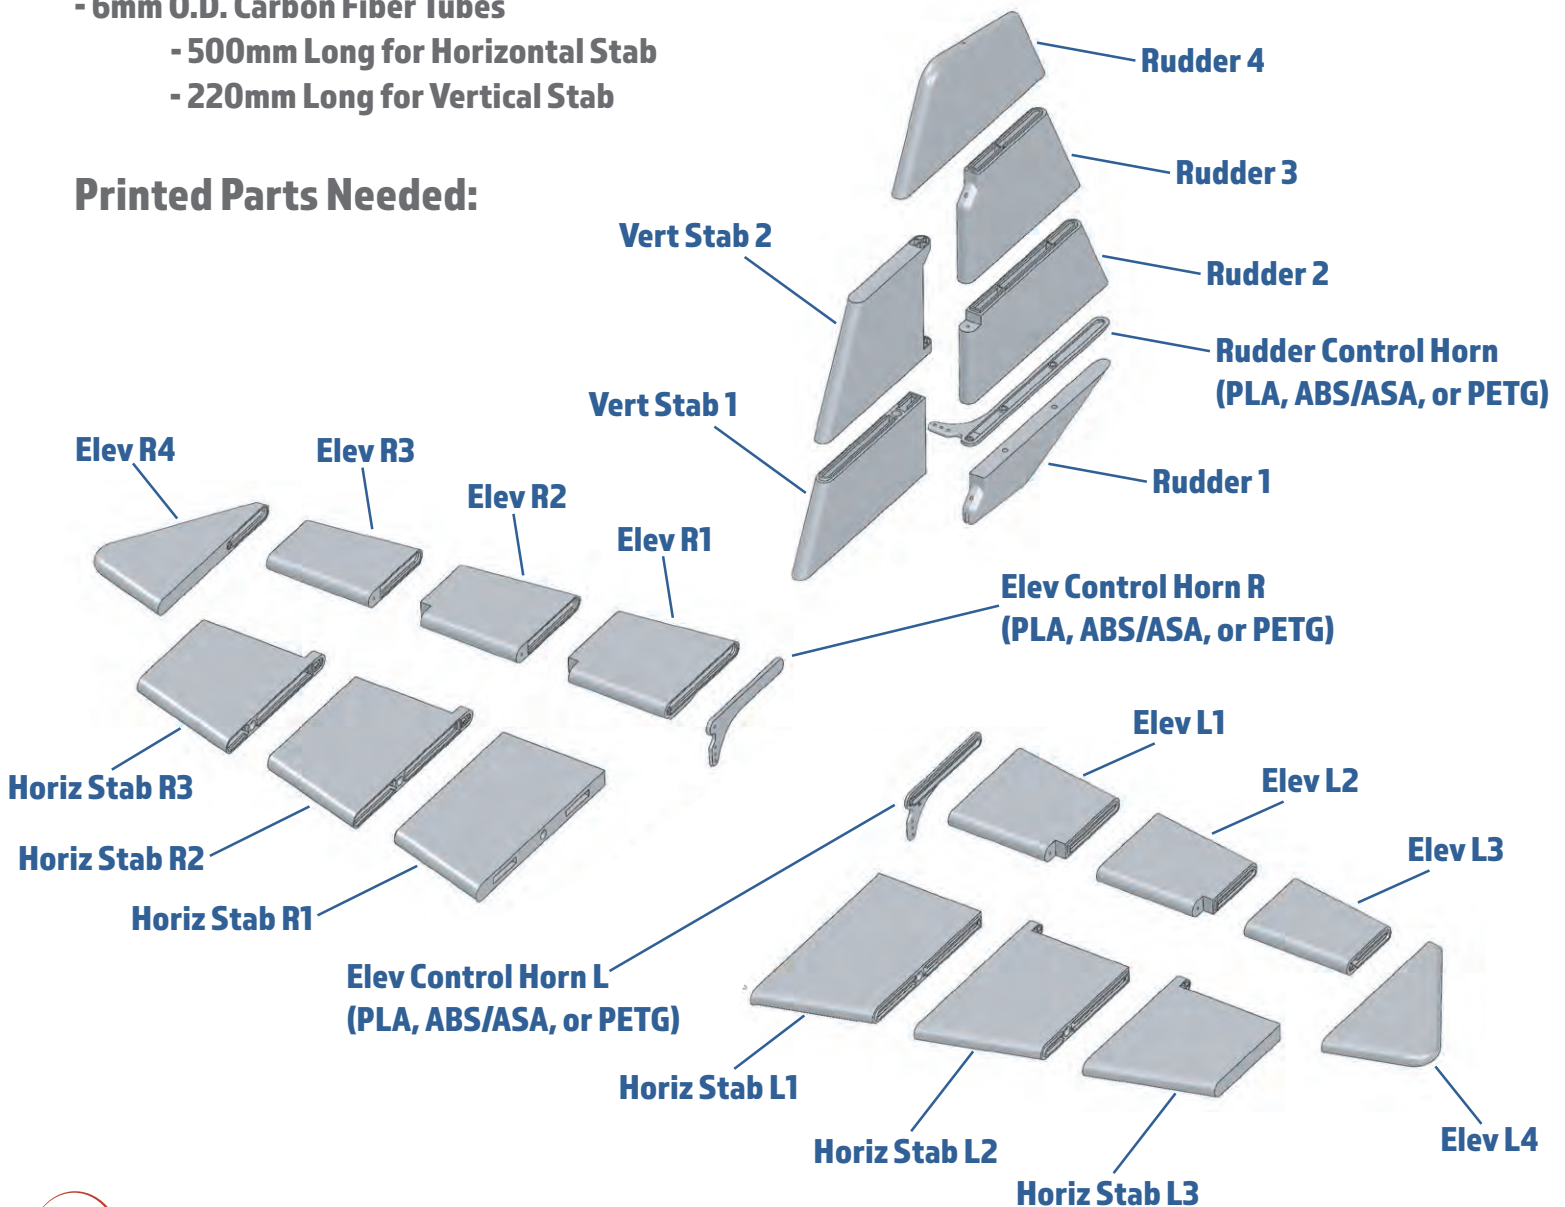 - 6mm O.D. Carbon Fiber Tubes
- 500mm Long for Horizontal Stab
- 220mm Long for Vertical Stab
Printed Parts Needed:
Rudder 4
Rudder 3
Vert Stab 2
Rudder 2
Rudder Control Horn
(PLA, ABS/ASA, or PETG)
Vert Stab 1
Rudder 1
Elev R4
Elev R3
Elev R2
Elev R1
Elev Control Horn R
(PLA, ABS/ASA, or PETG)
Horiz Stab R3
Horiz Stab R2
Horiz Stab R1
Elev L1
Elev L2
Elev L3
Elev Control Horn L
(PLA, ABS/ASA, or PETG)
Horiz Stab L1
Horiz Stab L2
Horiz Stab L3
Elev L4